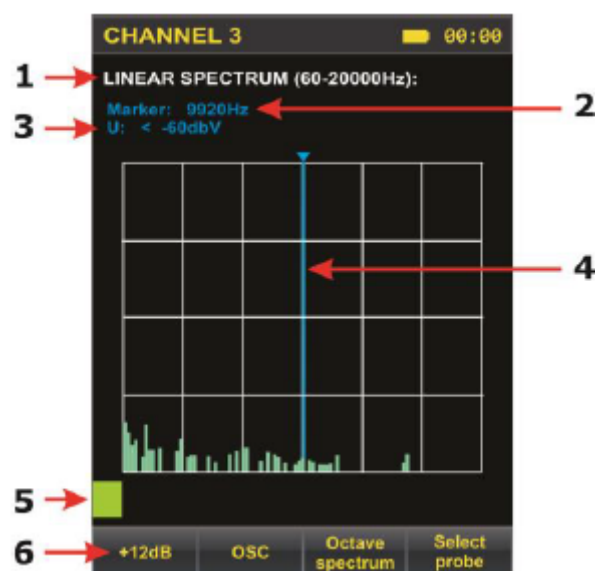 CHANNEL 3 00:00
1 LINEAR SPECTRUM (60-20000Hz):
Marker: 9920Hz 2
3 U: < -60dbV
4
5
6 +12dB OSC Octave spectrum Select probe